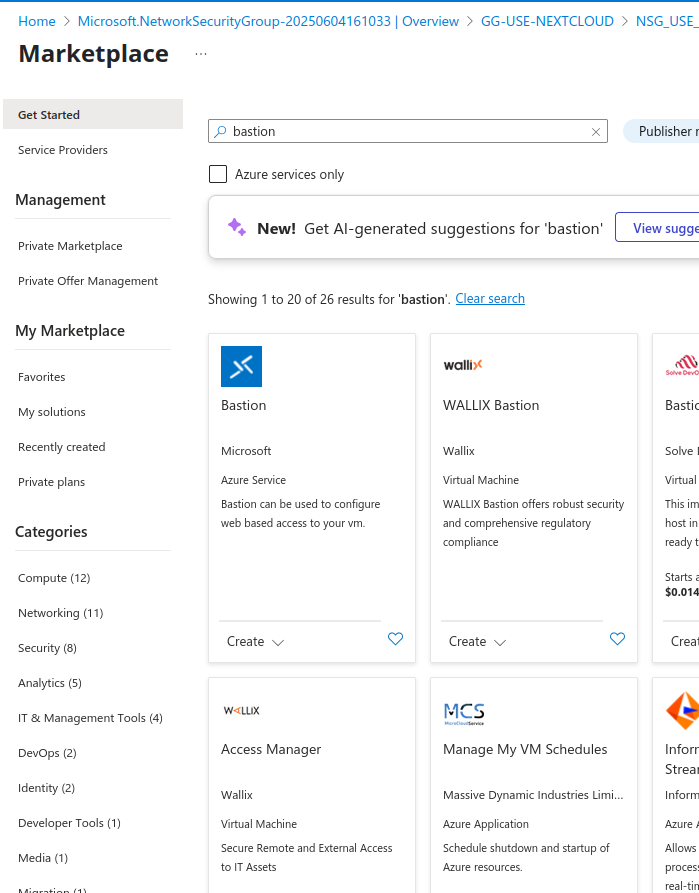 Home > Microsoft.NetworkSecurityGroup-20250604161033 | Overview > GG-USE-NEXTCLOUD > NSG_USE_
Marketplace ...
Get Started
Service Providers
Management
Private Marketplace
Private Offer Management
My Marketplace
Favorites
My solutions
Recently created
Private plans
Categories
Compute (12)
Networking (11)
Security (8)
Analytics (5)
IT & Management Tools (4)
DevOps (2)
Identity (2)
Developer Tools (1)
Media (1)
Migration (1)
bastion
Publisher
Azure services only
New! Get AI-generated suggestions for 'bastion'
View sugge
Showing 1 to 20 of 26 results for 'bastion'. Clear search
Bastion
Microsoft
Azure Service
Bastion can be used to configure
web based access to your vm.
Create
wallix
WALLIX Bastion
Wallix
Virtual Machine
WALLIX Bastion offers robust security
and comprehensive regulatory
compliance
Create
Solve DevO
Bastio
Solve
Virtual
This im
host in
ready t
Starts a
$0.014
Creat
WALLIX
Access Manager
Wallix
Virtual Machine
Secure Remote and External Access
to IT Assets
MCS
MicroCloudService
Manage My VM Schedules
Massive Dynamic Industries Limi...
Azure Application
Schedule shutdown and startup of
Azure resources.
Inforr
Strea
Inform
Azure A
Allows
proces
real-tim